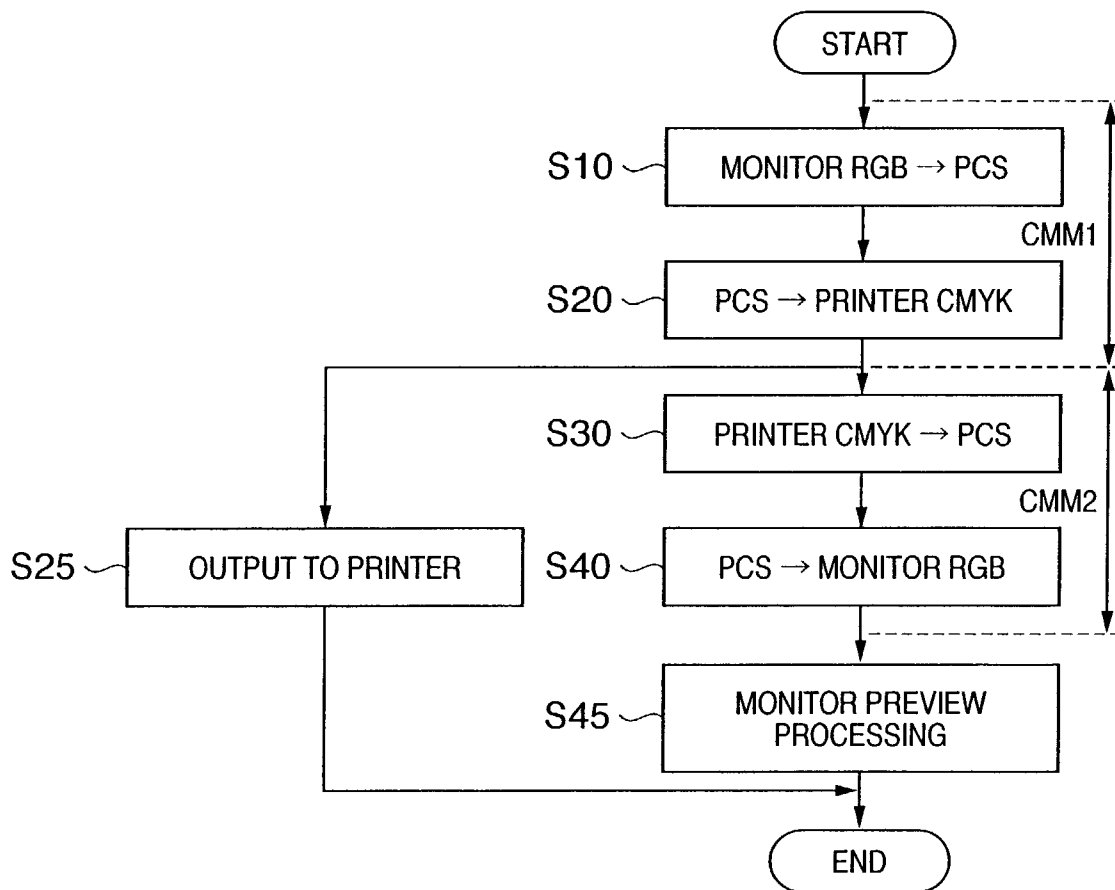 START
S10
MONITOR RGB → PCS
CMM1
S20
PCS → PRINTER CMYK
S30
PRINTER CMYK → PCS
CMM2
S25
OUTPUT TO PRINTER
S40
PCS → MONITOR RGB
S45
MONITOR PREVIEW
PROCESSING
END